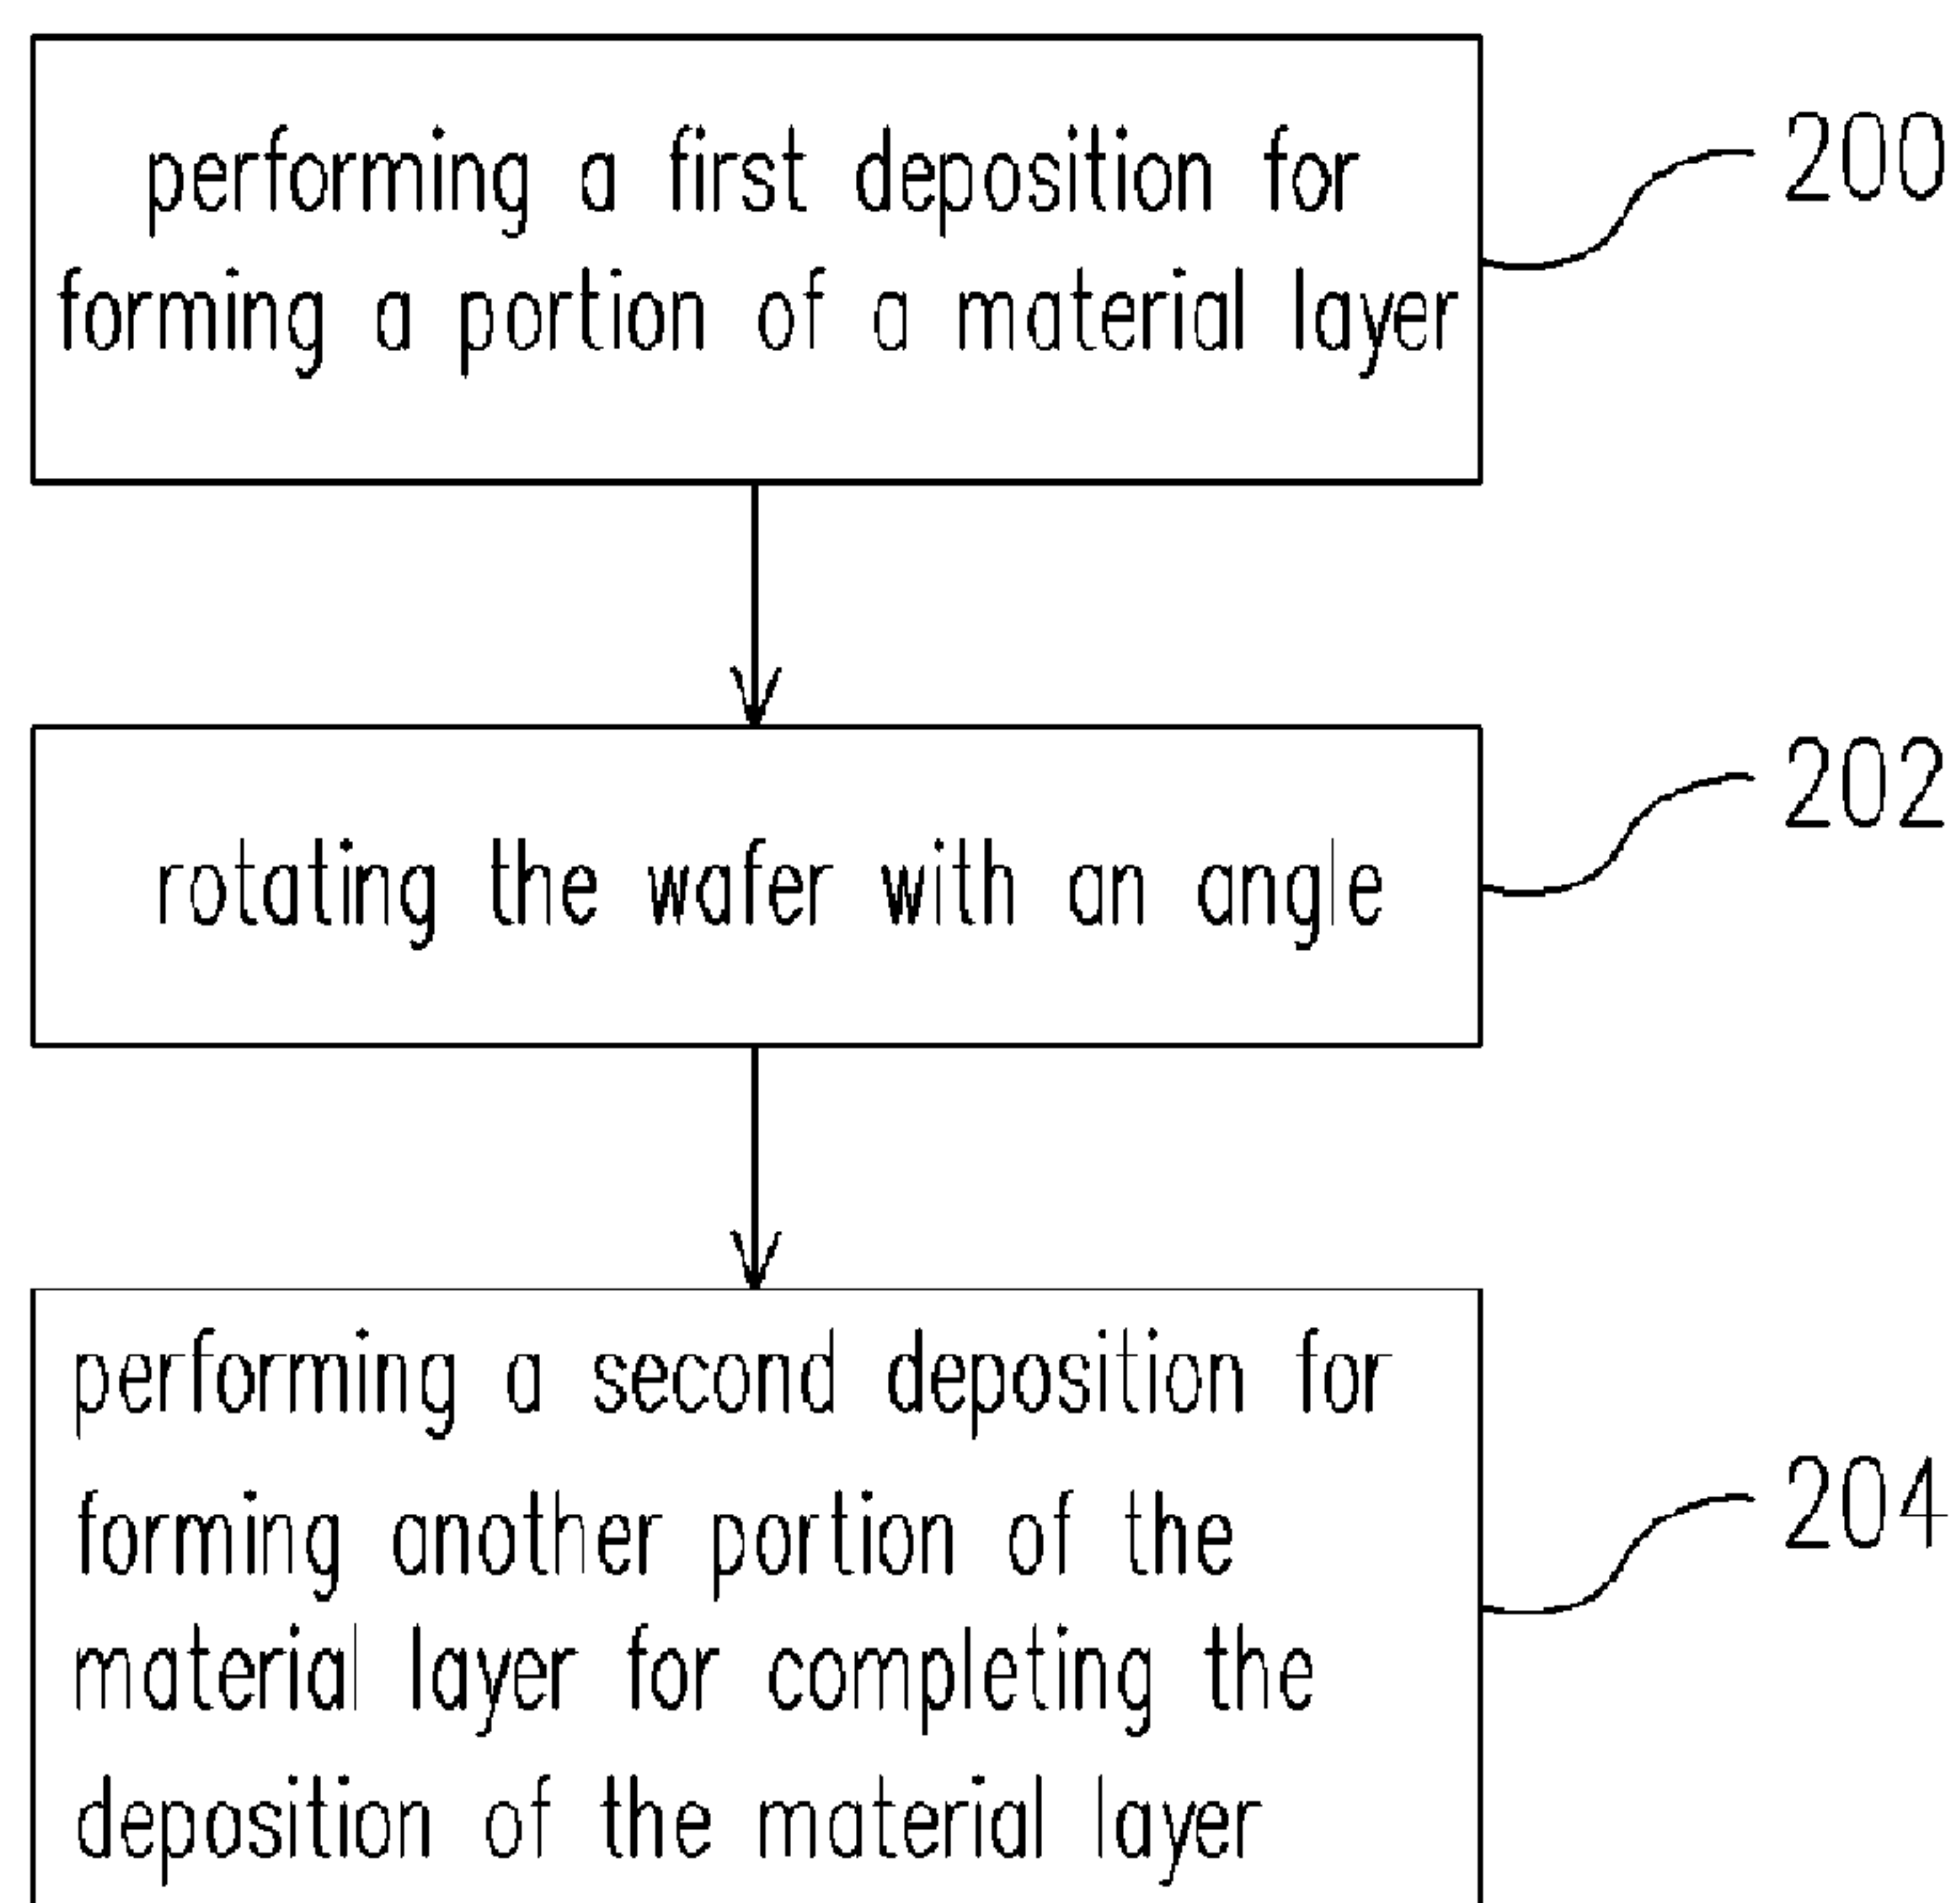 performing a first deposition for
forming a portion of a material layer
200
rotating the wafer with an angle
202
performing a second deposition for
forming another portion of the
material layer for completing the
deposition of the material layer
204